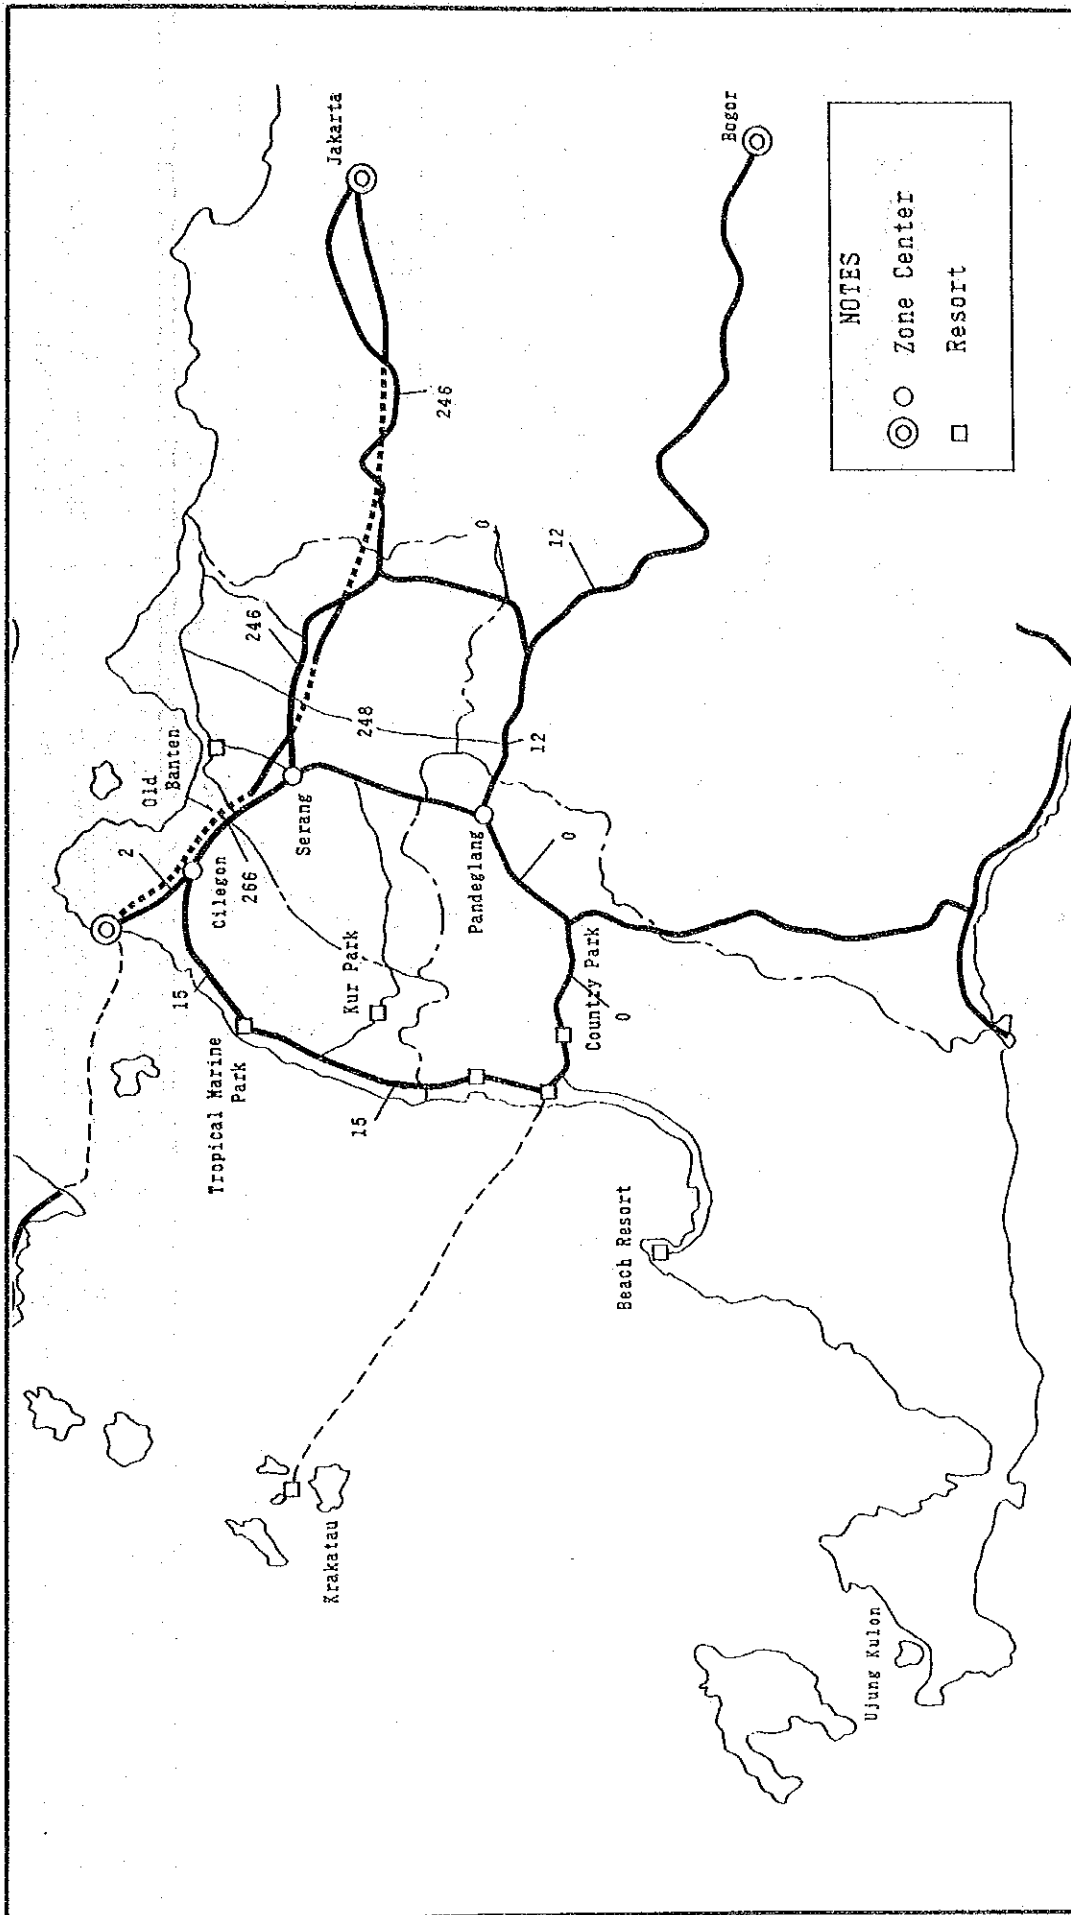 Jakarta
Bogor
246
0
12
246
248
12
Old
Banten
2
Serang
Cilegon
266
Pandeglang
0
Kur Park
15
Country Park
0
Tropical Marine
Park
15
Beach Resort
Krakatau
Ujung Kulon
NOTES
Zone Center
Resort